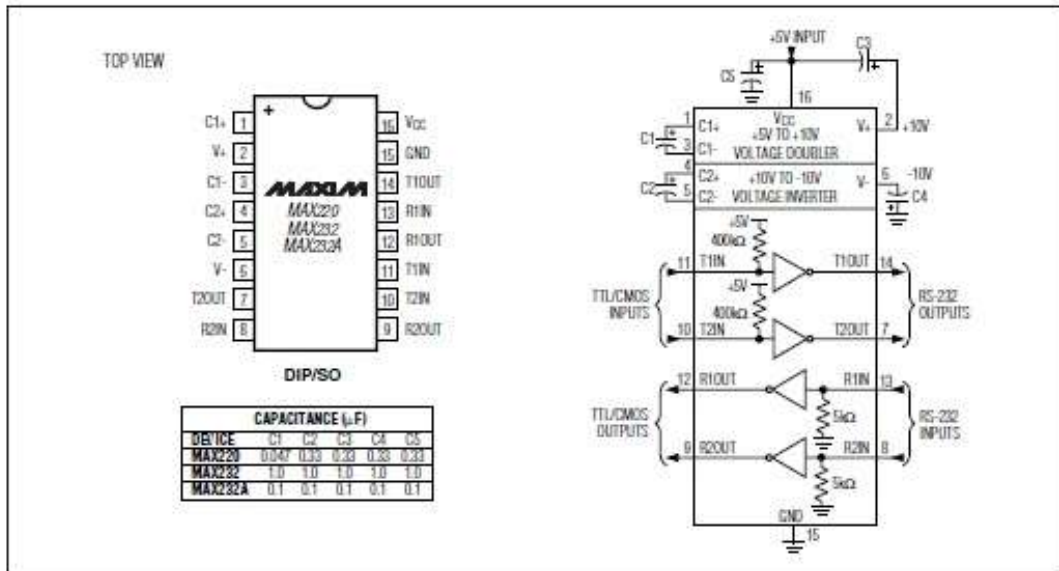 TOP VIEW
C1+ 1
V+ 2
C1- 3
C2+ 4
C2- 5
V- 6
T2OUT 7
R2IN 8
+
MAXIM
MAX220
MAX232
MAX232A
16 VCC
15 GND
14 T1OUT
13 R1IN
12 R1OUT
11 T1IN
10 T2IN
9 R2OUT
DIP/SO
CAPACITANCE (μF)
DEVICE C1 C2 C3 C4 C5
MAX220 0.047 0.33 0.33 0.33 0.33
MAX232 1.0 1.0 1.0 1.0 1.0
MAX232A 0.1 0.1 0.1 0.1 0.1
+5V INPUT
C3
+
C5
+
16
VCC
1 C1+
C1 +
3 C1-
+5V TO +10V
VOLTAGE DOUBLER
V+ 2 +10V
4 C2+
C2 +
5 C2-
+10V TO -10V
VOLTAGE INVERTER
V- 6 -10V
C4
+
+5V
400kΩ
11 T1IN
T1OUT 14
+5V
400kΩ
TTL/CMOS
INPUTS
RS-232
OUTPUTS
10 T2IN
T2OUT 7
12 R1OUT
R1IN 13
5kΩ
TTL/CMOS
OUTPUTS
RS-232
INPUTS
9 R2OUT
R2IN 8
5kΩ
GND
15